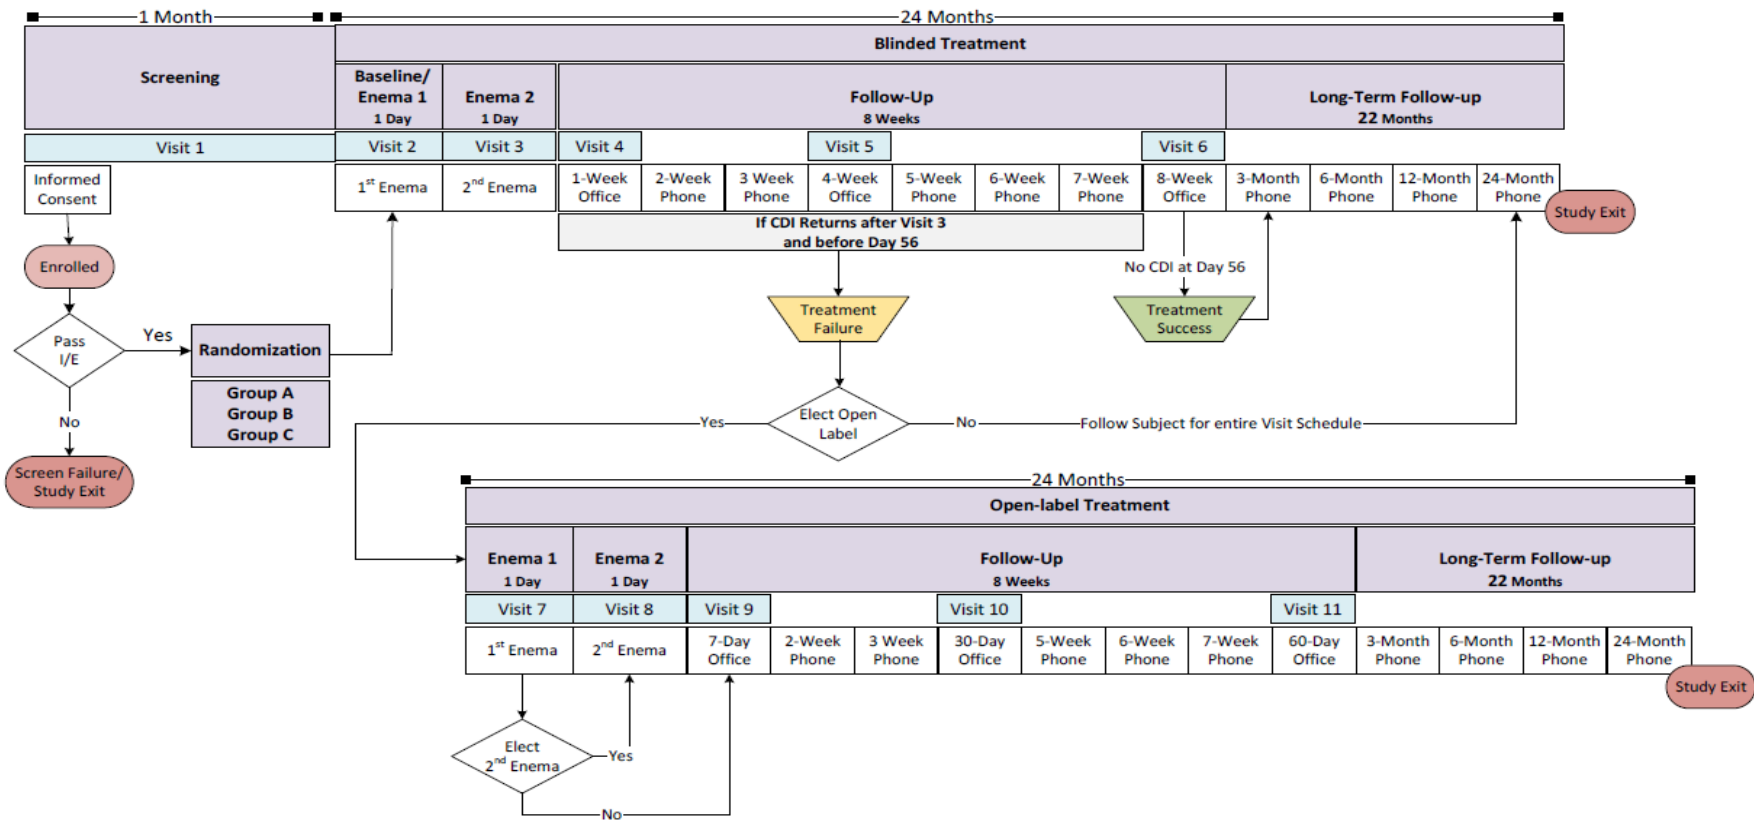 1 Month
24 Months
Blinded Treatment
Screening
Baseline/
Enema 1
1 Day
Enema 2
1 Day
Follow-Up
8 Weeks
Long-Term Follow-up
22 Months
Visit 1
Visit 2
Visit 3
Visit 4
Visit 5
Visit 6
Informed
Consent
1st Enema
2nd Enema
1-Week
Office
2-Week
Phone
3 Week
Phone
4-Week
Office
5-Week
Phone
6-Week
Phone
7-Week
Phone
8-Week
Office
3-Month
Phone
6-Month
Phone
12-Month
Phone
24-Month
Phone
Study Exit
If CDI Returns after Visit 3
and before Day 56
Enrolled
No CDI at Day 56
Treatment
Failure
Treatment
Success
Pass
I/E
Yes
Randomization
Group A
Group B
Group C
No
Screen Failure/
Study Exit
Elect Open
Label
Yes
No
Follow Subject for entire Visit Schedule
24 Months
Open-label Treatment
Enema 1
1 Day
Enema 2
1 Day
Follow-Up
8 Weeks
Long-Term Follow-up
22 Months
Visit 7
Visit 8
Visit 9
Visit 10
Visit 11
1st Enema
2nd Enema
7-Day
Office
2-Week
Phone
3 Week
Phone
30-Day
Office
5-Week
Phone
6-Week
Phone
7-Week
Phone
60-Day
Office
3-Month
Phone
6-Month
Phone
12-Month
Phone
24-Month
Phone
Study Exit
Elect
2nd Enema
Yes
No